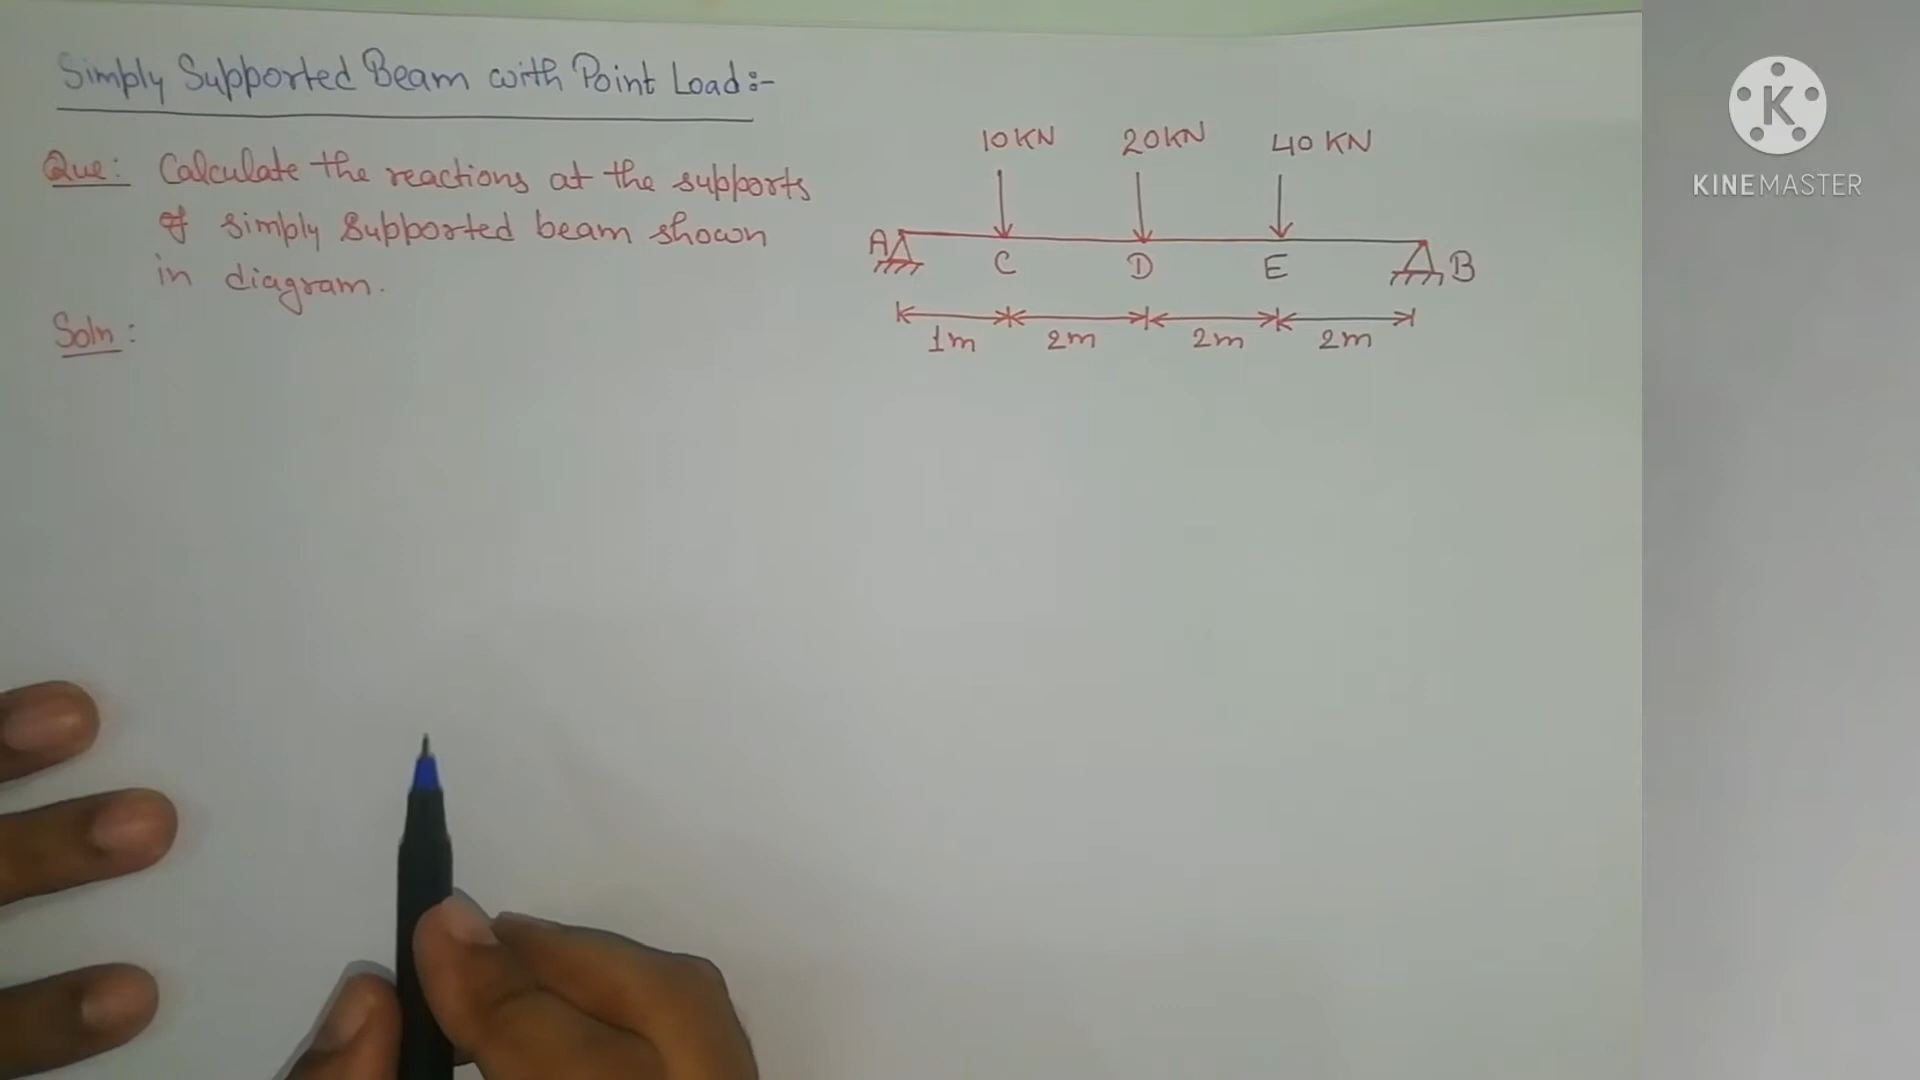 Simply Supported Beam with Point Load:-
Que: Calculate the reactions at the supports
of simply supported beam shown
in diagram.
Soln:
10KN 20KN 40 KN
A C D E B
1m 2m 2m 2m
K
KINEMASTER